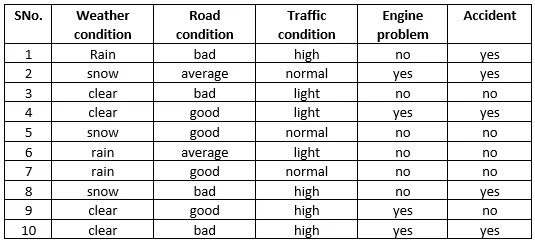 SNo. Weather condition Road condition Traffic condition Engine problem Accident
1 Rain bad high no yes
2 snow average normal yes yes
3 clear bad light no no
4 clear good light yes yes
5 snow good normal no no
6 rain average light no no
7 rain good normal no no
8 snow bad high no yes
9 clear good high yes no
10 clear bad high yes yes